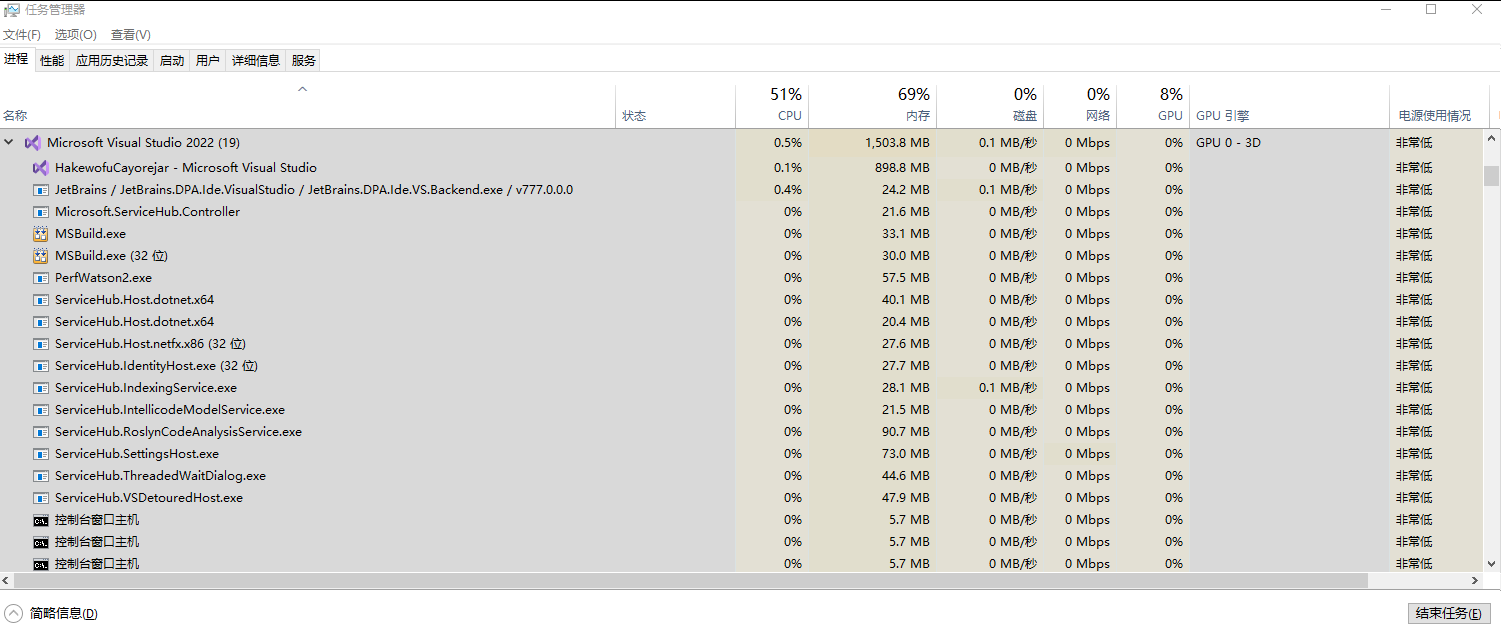 任务管理器
文件(F) 选项(O) 查看(V)
进程 性能 应用历史记录 启动 用户 详细信息 服务
51% 69% 0% 0% 8%
名称 状态 CPU 内存 磁盘 网络 GPU GPU 引擎 电源使用情况
Microsoft Visual Studio 2022 (19) 0.5% 1,503.8 MB 0.1 MB/秒 0 Mbps 0% GPU 0 - 3D 非常低
HakewofuCayorejar - Microsoft Visual Studio 0.1% 898.8 MB 0 MB/秒 0 Mbps 0% 非常低
JetBrains / JetBrains.DPA.Ide.VisualStudio / JetBrains.DPA.Ide.VS.Backend.exe / v777.0.0.0 0.4% 24.2 MB 0.1 MB/秒 0 Mbps 0% 非常低
Microsoft.ServiceHub.Controller 0% 21.6 MB 0 MB/秒 0 Mbps 0% 非常低
MSBuild.exe 0% 33.1 MB 0 MB/秒 0 Mbps 0% 非常低
MSBuild.exe (32 位) 0% 30.0 MB 0 MB/秒 0 Mbps 0% 非常低
PerfWatson2.exe 0% 57.5 MB 0 MB/秒 0 Mbps 0% 非常低
ServiceHub.Host.dotnet.x64 0% 40.1 MB 0 MB/秒 0 Mbps 0% 非常低
ServiceHub.Host.dotnet.x64 0% 20.4 MB 0 MB/秒 0 Mbps 0% 非常低
ServiceHub.Host.netfx.x86 (32 位) 0% 27.6 MB 0 MB/秒 0 Mbps 0% 非常低
ServiceHub.IdentityHost.exe (32 位) 0% 27.7 MB 0 MB/秒 0 Mbps 0% 非常低
ServiceHub.IndexingService.exe 0% 28.1 MB 0.1 MB/秒 0 Mbps 0% 非常低
ServiceHub.IntellicodeModelService.exe 0% 21.5 MB 0 MB/秒 0 Mbps 0% 非常低
ServiceHub.RoslynCodeAnalysisService.exe 0% 90.7 MB 0 MB/秒 0 Mbps 0% 非常低
ServiceHub.SettingsHost.exe 0% 73.0 MB 0 MB/秒 0 Mbps 0% 非常低
ServiceHub.ThreadedWaitDialog.exe 0% 44.6 MB 0 MB/秒 0 Mbps 0% 非常低
ServiceHub.VSDetouredHost.exe 0% 47.9 MB 0 MB/秒 0 Mbps 0% 非常低
控制台窗口主机 0% 5.7 MB 0 MB/秒 0 Mbps 0% 非常低
控制台窗口主机 0% 5.7 MB 0 MB/秒 0 Mbps 0% 非常低
控制台窗口主机 0% 5.7 MB 0 MB/秒 0 Mbps 0% 非常低
简略信息(D) 结束任务(E)